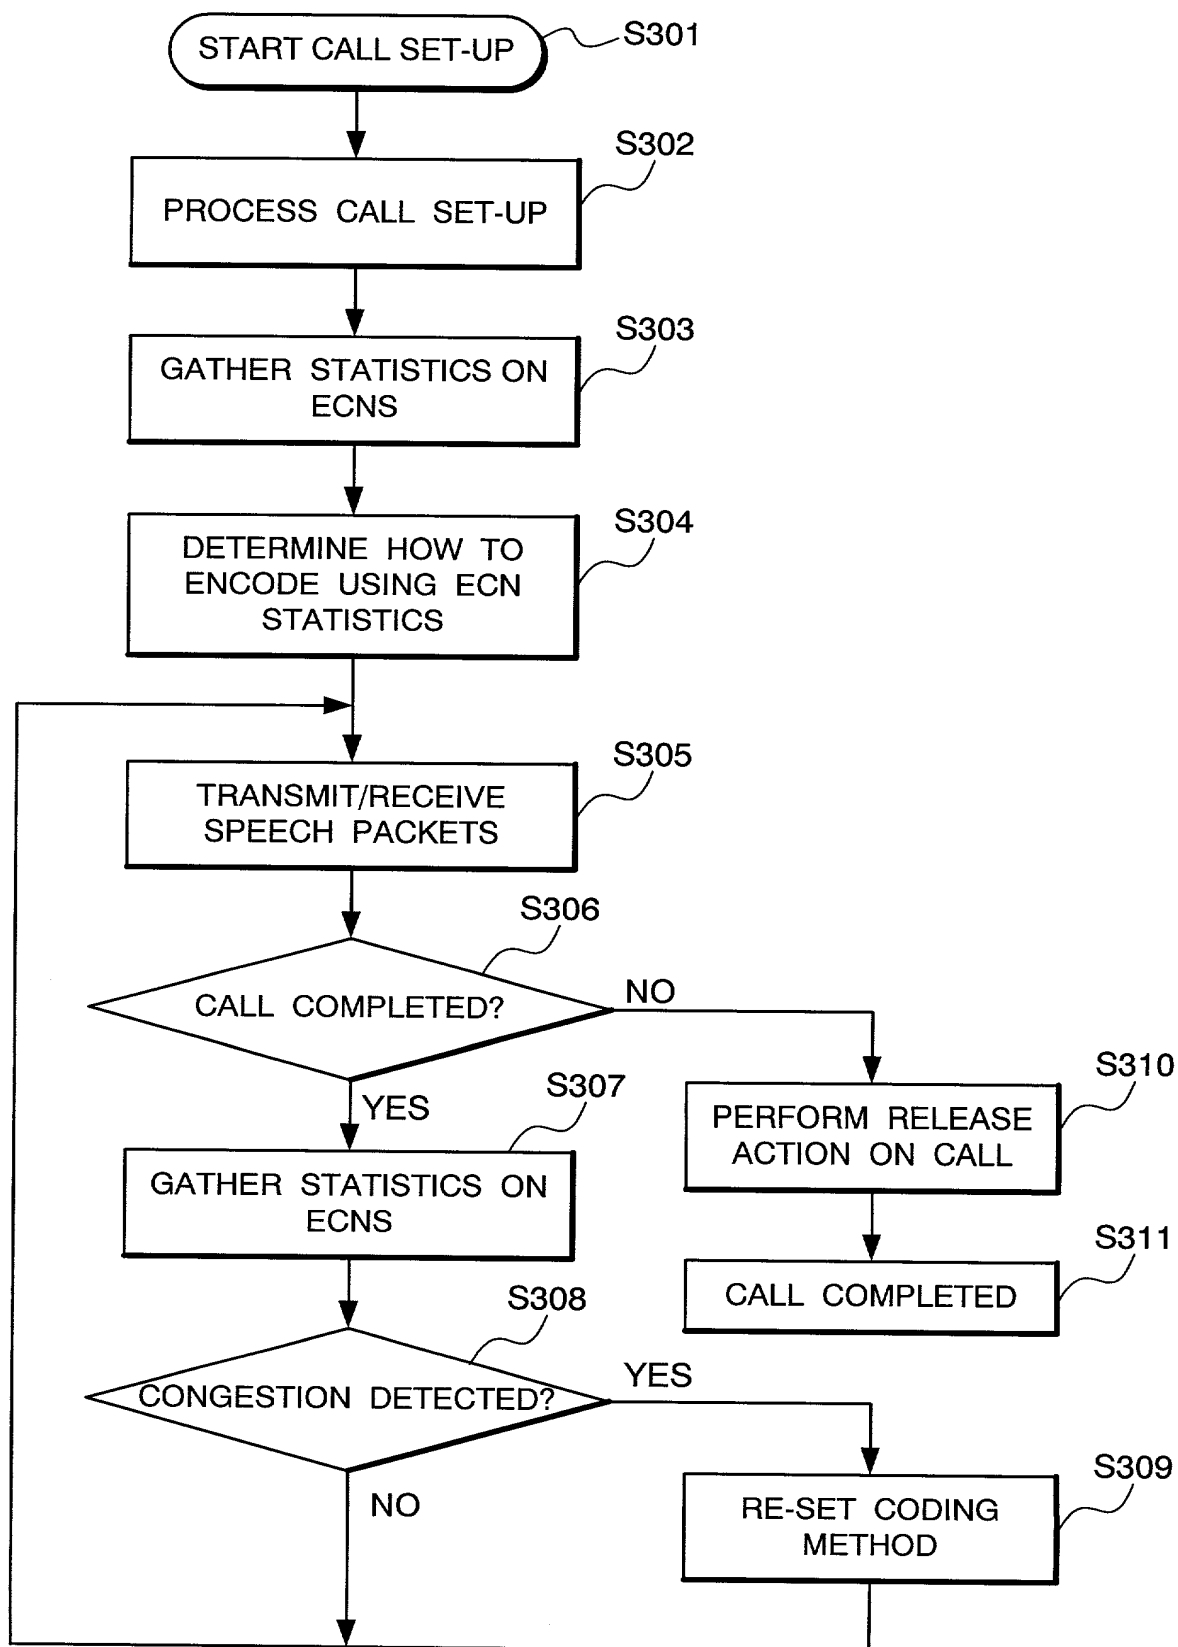 START CALL SET-UP
S301
S302
PROCESS CALL SET-UP
S303
GATHER STATISTICS ON
ECNS
S304
DETERMINE HOW TO
ENCODE USING ECN
STATISTICS
S305
TRANSMIT/RECEIVE
SPEECH PACKETS
S306
CALL COMPLETED?
NO
YES
S307
GATHER STATISTICS ON
ECNS
S310
PERFORM RELEASE
ACTION ON CALL
S311
CALL COMPLETED
S308
CONGESTION DETECTED?
YES
NO
S309
RE-SET CODING
METHOD